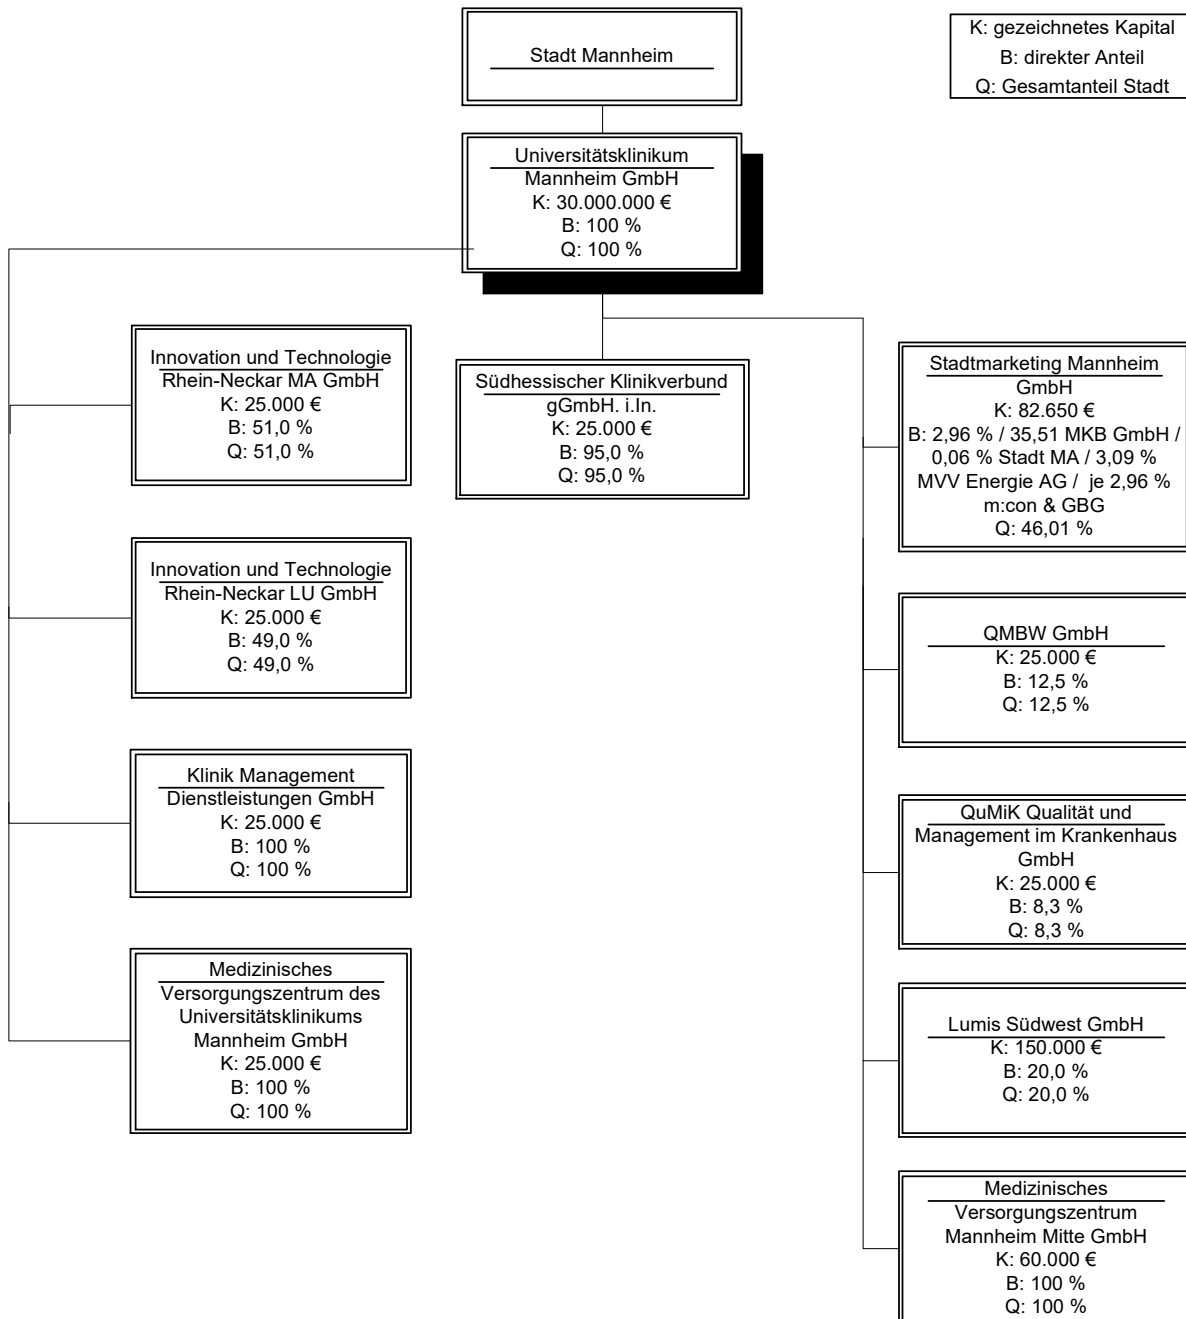 Stadt Mannheim
K: gezeichnetes Kapital
B: direkter Anteil
Q: Gesamtanteil Stadt
Universitätsklinikum
Mannheim GmbH
K: 30.000.000 €
B: 100 %
Q: 100 %
Innovation und Technologie
Rhein-Neckar MA GmbH
K: 25.000 €
B: 51,0 %
Q: 51,0 %
Innovation und Technologie
Rhein-Neckar LU GmbH
K: 25.000 €
B: 49,0 %
Q: 49,0 %
Klinik Management
Dienstleistungen GmbH
K: 25.000 €
B: 100 %
Q: 100 %
Medizinisches
Versorgungszentrum des
Universitätsklinikums
Mannheim GmbH
K: 25.000 €
B: 100 %
Q: 100 %
Südhessischer Klinikverbund
gGmbH. i.In.
K: 25.000 €
B: 95,0 %
Q: 95,0 %
Stadtmarketing Mannheim
GmbH
K: 82.650 €
B: 2,96 % / 35,51 MKB GmbH /
0,06 % Stadt MA / 3,09 %
MVV Energie AG / je 2,96 %
m:con & GBG
Q: 46,01 %
QMBW GmbH
K: 25.000 €
B: 12,5 %
Q: 12,5 %
QuMiK Qualität und
Management im Krankenhaus
GmbH
K: 25.000 €
B: 8,3 %
Q: 8,3 %
Lumis Südwest GmbH
K: 150.000 €
B: 20,0 %
Q: 20,0 %
Medizinisches
Versorgungszentrum
Mannheim Mitte GmbH
K: 60.000 €
B: 100 %
Q: 100 %